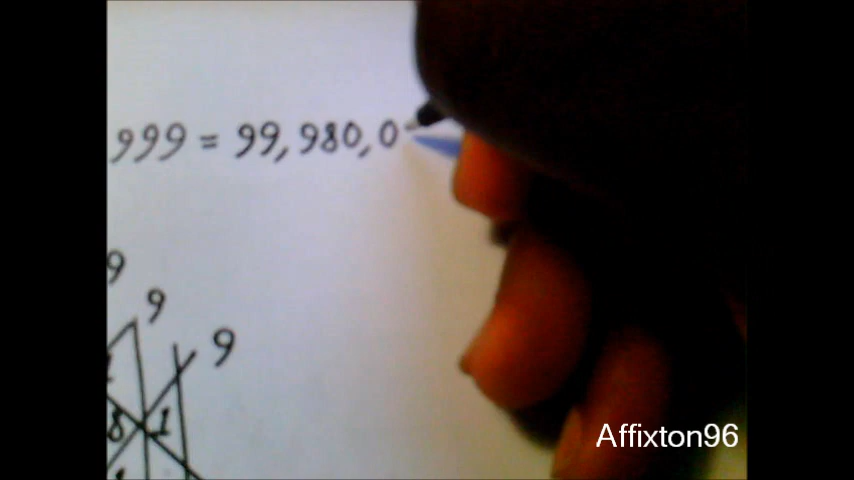 999 = 99,980,0
9
9
9
8 1
Affixton96